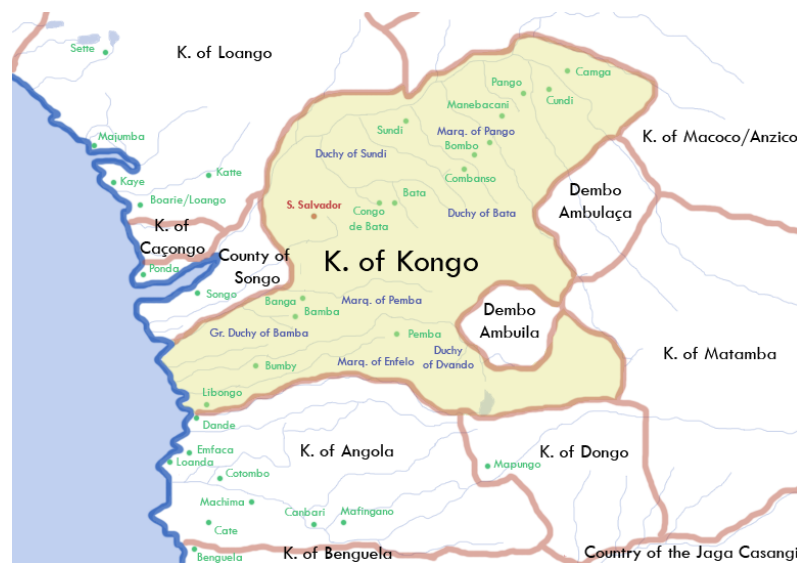 Sette
K. of Loango
Camga
Pango
Cundi
Manebacani
Majumba
Sundi
Marq. of Pango
K. of Macoco/Anzico
Bombo
Duchy of Sundi
Katte
Combanso
Kaye
Dembo
Ambulaça
Boarie/Loango
S. Salvador
Bata
Congo
de Bata
Duchy of Bata
K. of
Caçongo
County of
Songo
K. of Kongo
Ponda
Songo
Banga
Marq. of Pemba
Bamba
Dembo
Ambuila
Gr. Duchy of Bamba
Pemba
Duchy
of Dvando
K. of Matamba
Bumby
Marq. of Enfelo
Libongo
Dande
Emfaca
K. of Angola
K. of Dongo
Loanda
Mapungo
Cotombo
Machima
Canbari
Mafingano
Cate
Benguela
K. of Benguela
Country of the Jaga Casangi